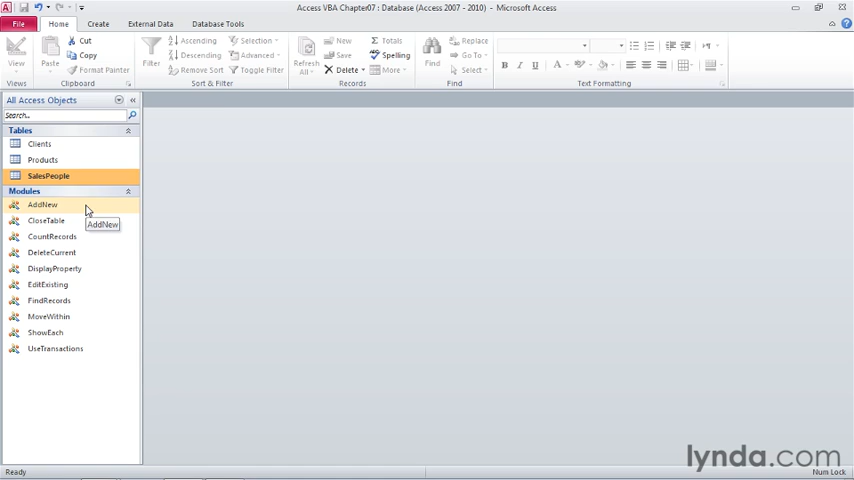 Access VBA Chapter07 : Database (Access 2007 - 2010) - Microsoft Access
File Home Create External Data Database Tools
View
Views
Paste
Cut
Copy
Format Painter
Clipboard
Filter
Ascending
Descending
Remove Sort
Selection
Advanced
Toggle Filter
Sort & Filter
Refresh All
New
Save
Delete
Totals
Spelling
More
Records
Find
Replace
Go To
Select
Find
B I U A
Text Formatting
All Access Objects
Search...
Tables
Clients
Products
SalesPeople
Modules
AddNew
CloseTable
AddNew
CountRecords
DeleteCurrent
DisplayProperty
EditExisting
FindRecords
MoveWithin
ShowEach
UseTransactions
lynda.com
Ready
Num Lock